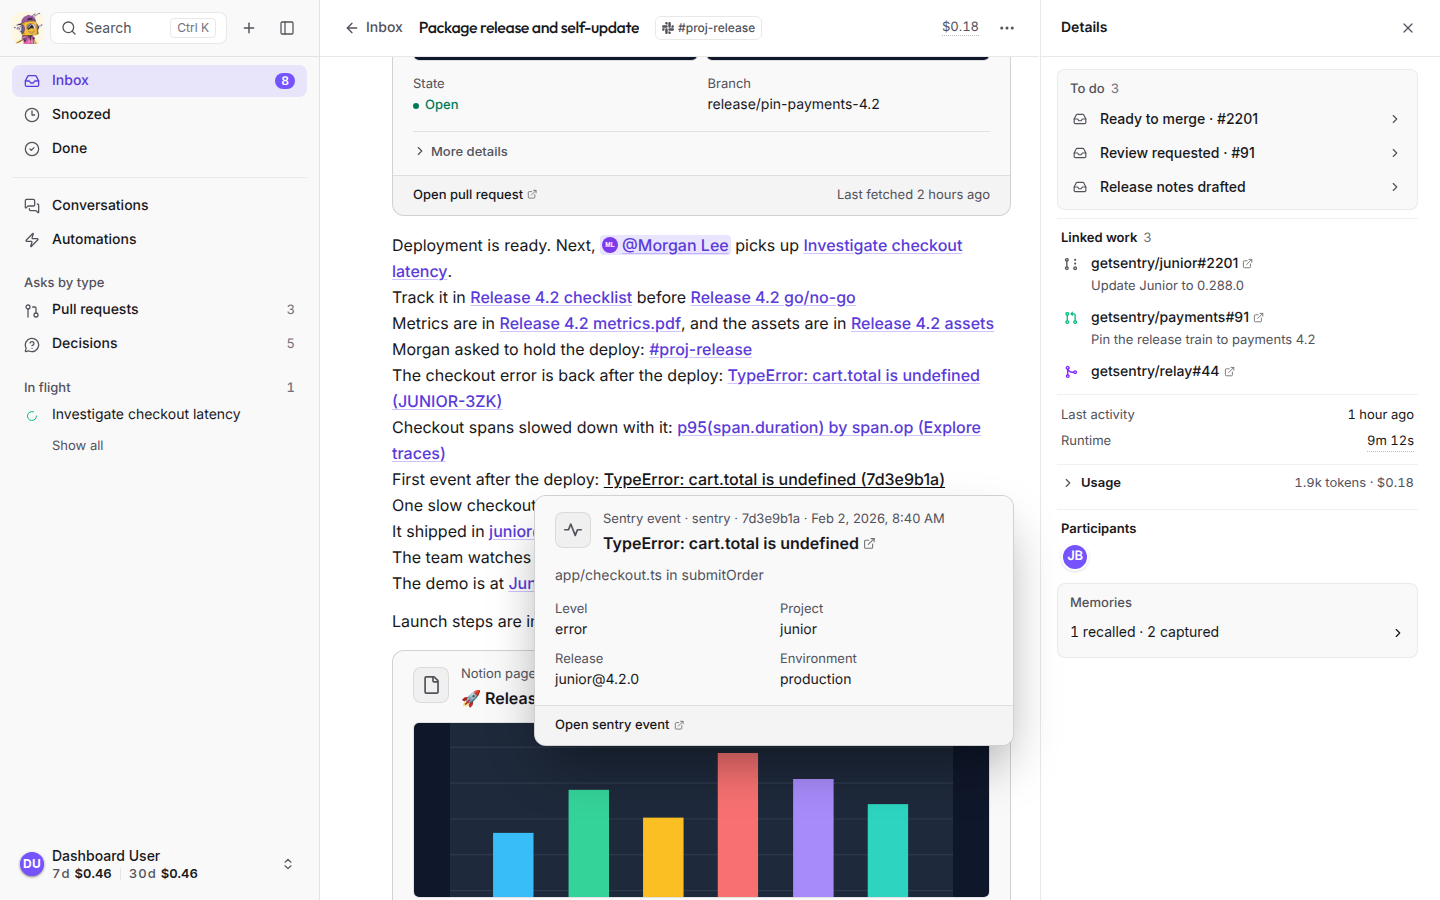 Search
Ctrl K
Inbox
8
Snoozed
Done
Conversations
Automations
Asks by type
Pull requests
3
Decisions
5
In flight
1
Investigate checkout latency
Show all
DU
Dashboard User
7d $0.46
30d $0.46
Inbox
Package release and self-update
#proj-release
$0.18
State
Open
Branch
release/pin-payments-4.2
More details
Open pull request
Last fetched 2 hours ago
Deployment is ready. Next, ML @Morgan Lee picks up Investigate checkout
latency.
Track it in Release 4.2 checklist before Release 4.2 go/no-go
Metrics are in Release 4.2 metrics.pdf, and the assets are in Release 4.2 assets
Morgan asked to hold the deploy: #proj-release
The checkout error is back after the deploy: TypeError: cart.total is undefined
(JUNIOR-3ZK)
Checkout spans slowed down with it: p95(span.duration) by span.op (Explore
traces)
First event after the deploy: TypeError: cart.total is undefined (7d3e9b1a)
One slow checkout
It shipped in junior
The team watches
The demo is at Jun
Launch steps are in
Sentry event · sentry · 7d3e9b1a · Feb 2, 2026, 8:40 AM
TypeError: cart.total is undefined
app/checkout.ts in submitOrder
Level
error
Project
junior
Release
junior@4.2.0
Environment
production
Open sentry event
Notion page
🚀 Releas
Details
To do 3
Ready to merge · #2201
Review requested · #91
Release notes drafted
Linked work 3
getsentry/junior#2201
Update Junior to 0.288.0
getsentry/payments#91
Pin the release train to payments 4.2
getsentry/relay#44
Last activity
1 hour ago
Runtime
9m 12s
Usage
1.9k tokens · $0.18
Participants
JB
Memories
1 recalled · 2 captured